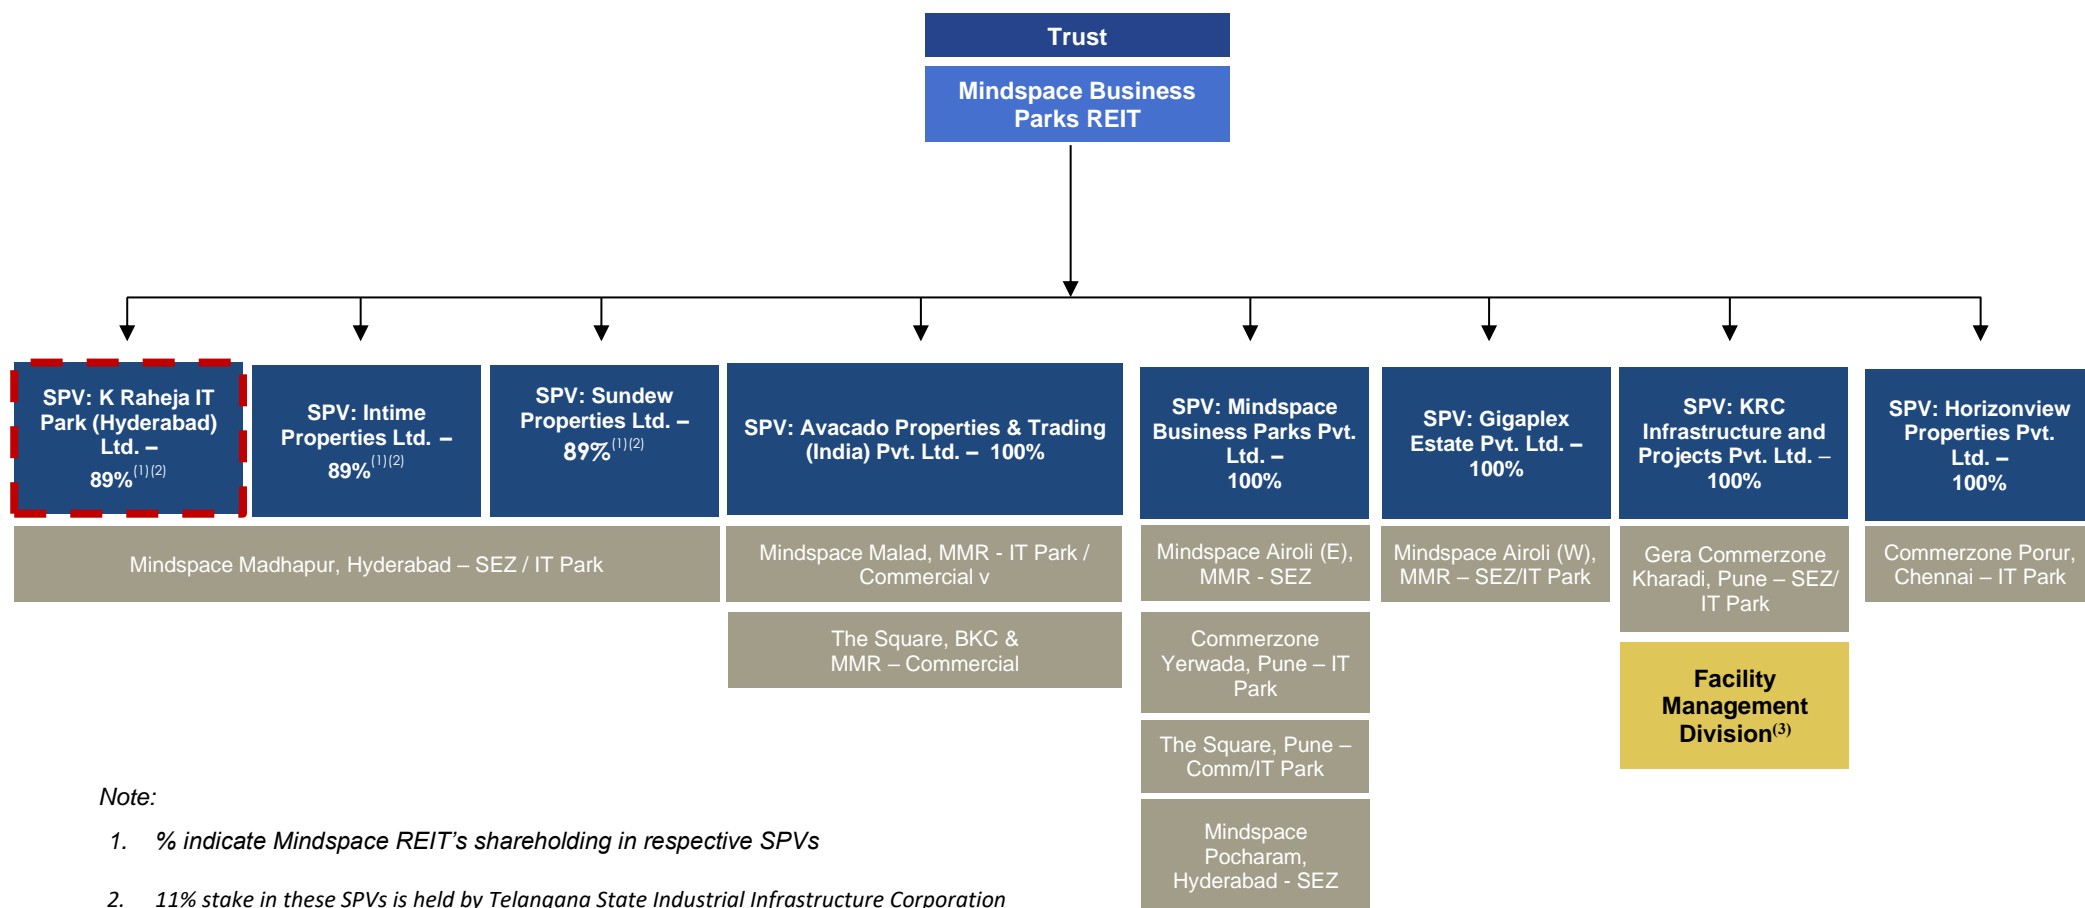 Trust
Mindspace Business
Parks REIT
SPV: K Raheja IT
Park (Hyderabad)
Ltd. –
89%(1)(2)
SPV: Intime
Properties Ltd. –
89%(1)(2)
SPV: Sundew
Properties Ltd. –
89%(1)(2)
SPV: Avacado Properties & Trading
(India) Pvt. Ltd. – 100%
SPV: Mindspace
Business Parks Pvt.
Ltd. –
100%
SPV: Gigaplex
Estate Pvt. Ltd. –
100%
SPV: KRC
Infrastructure and
Projects Pvt. Ltd. –
100%
SPV: Horizonview
Properties Pvt.
Ltd. –
100%
Mindspace Madhapur, Hyderabad – SEZ / IT Park
Mindspace Malad, MMR - IT Park /
Commercial v
Mindspace Airoli (E),
MMR - SEZ
Mindspace Airoli (W),
MMR – SEZ/IT Park
Gera Commerzone
Kharadi, Pune – SEZ/
IT Park
Commerzone Porur,
Chennai – IT Park
The Square, BKC &
MMR – Commercial
Commerzone
Yerwada, Pune – IT
Park
Facility
Management
Division(3)
The Square, Pune –
Comm/IT Park
Mindspace
Pocharam,
Hyderabad - SEZ
Note:
1. % indicate Mindspace REIT’s shareholding in respective SPVs
2. 11% stake in these SPVs is held by Telangana State Industrial Infrastructure Corporation